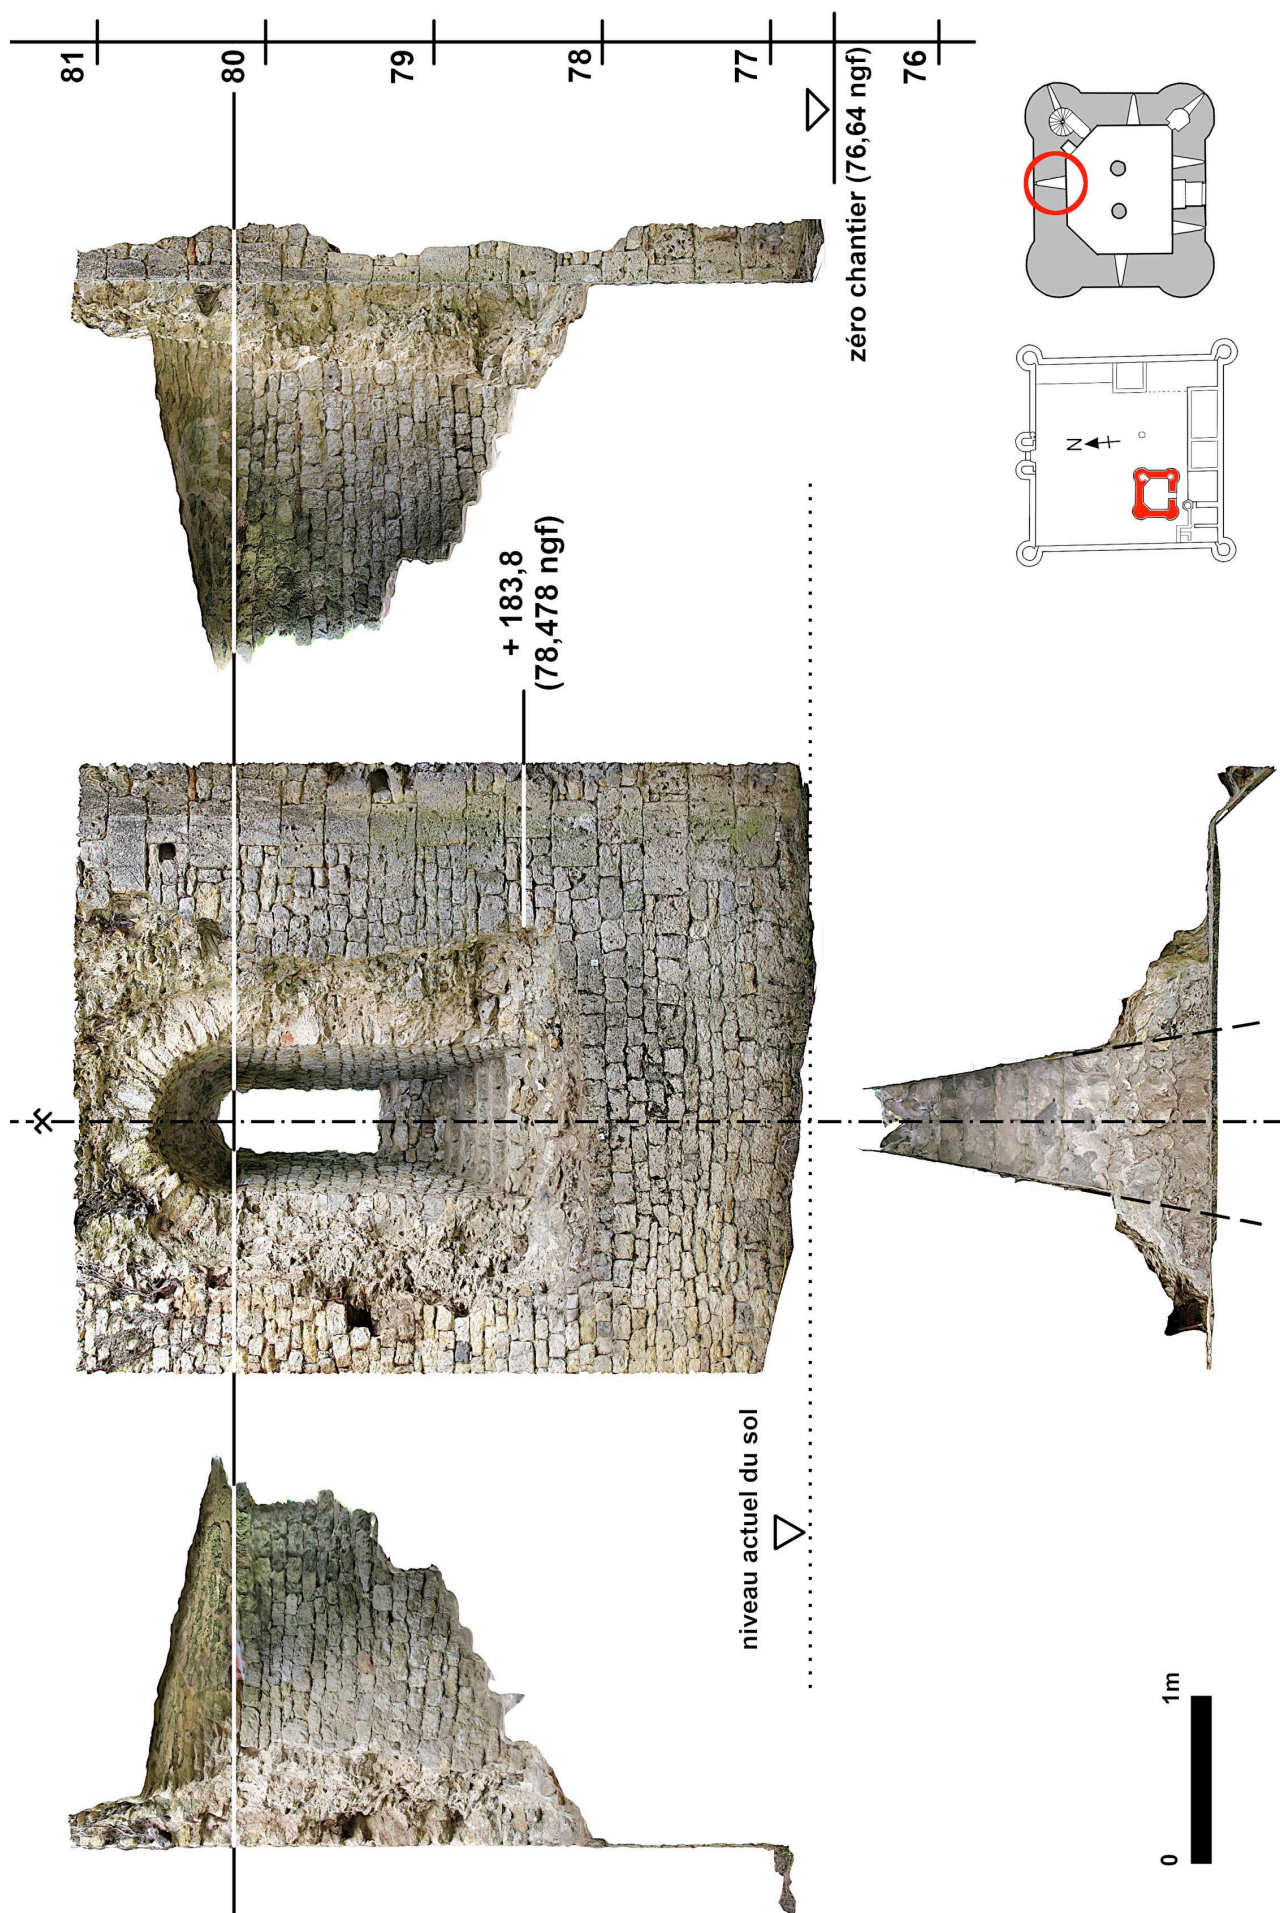 81
80
79
78
77
76
zéro chantier (76,64 ngf)
+ 183,8
(78,478 ngf)
niveau actuel du sol
N
0
1m